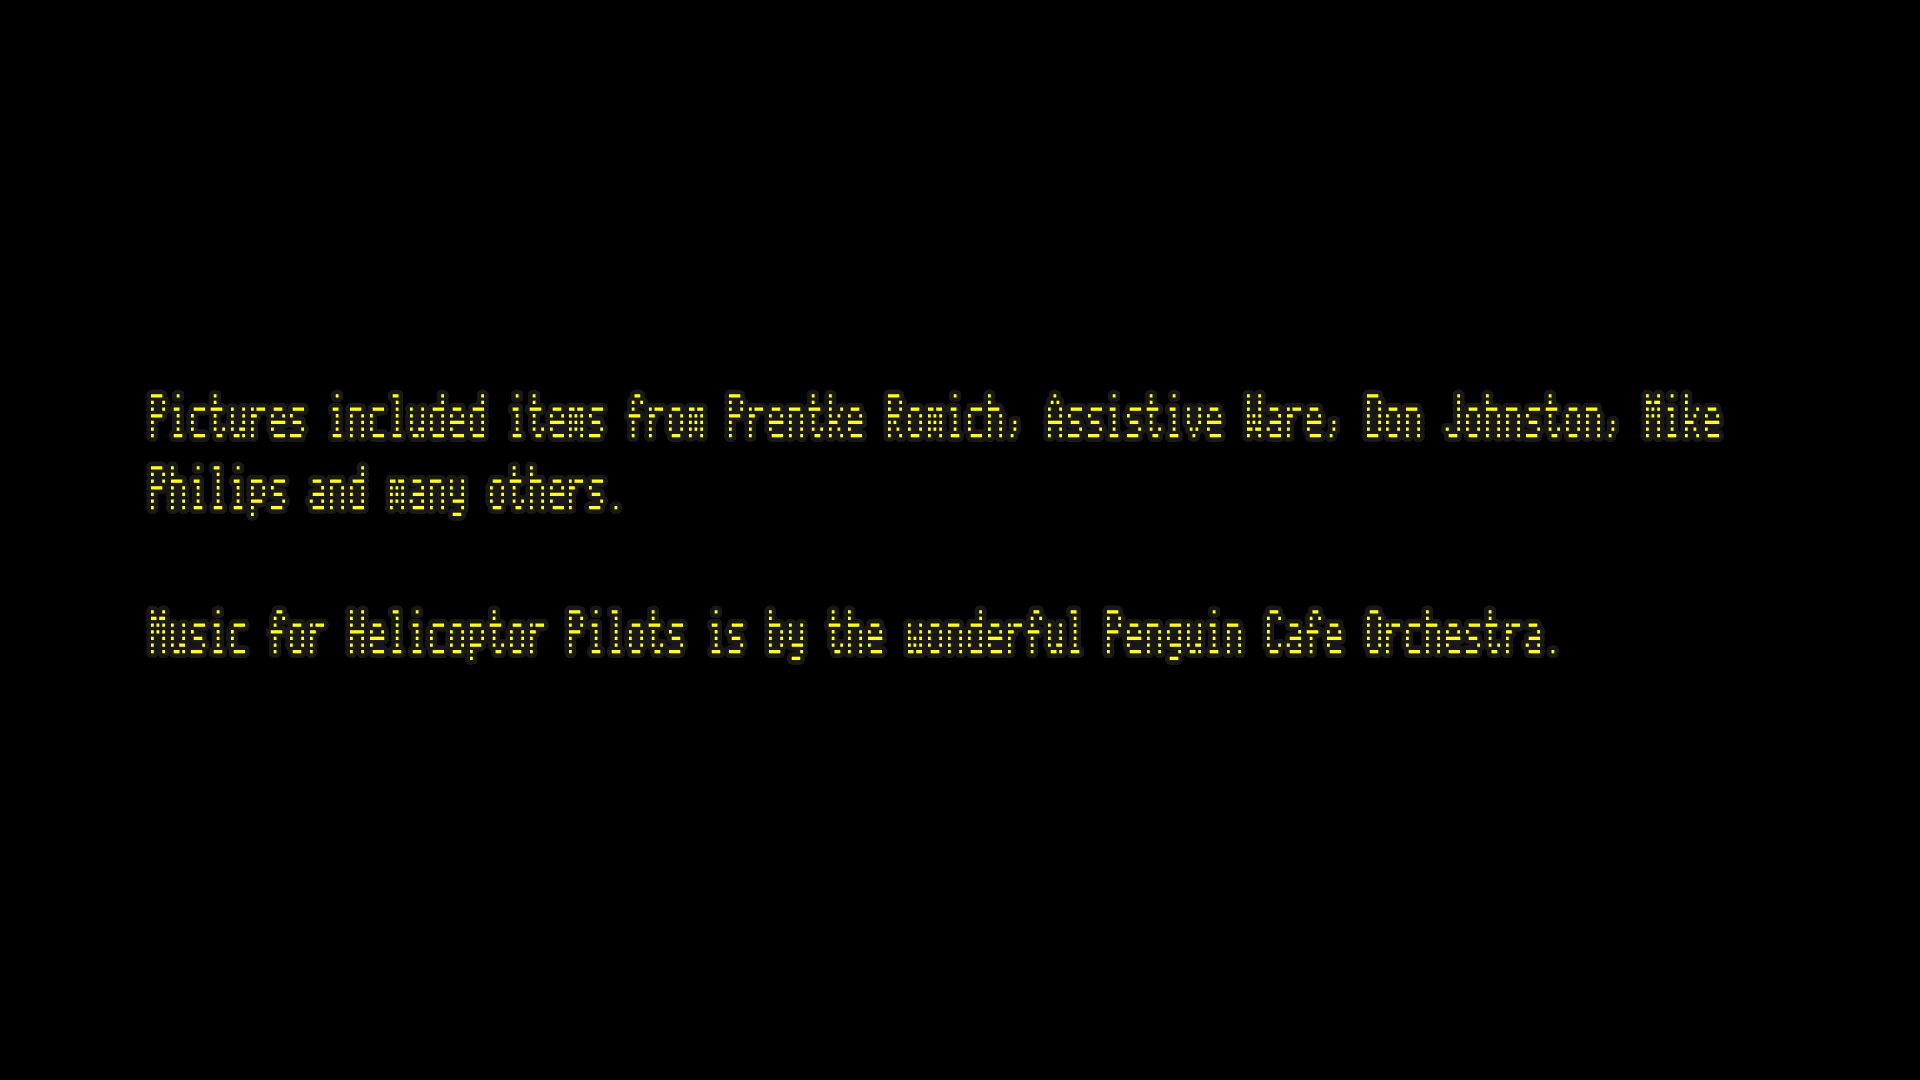 Pictures included items from Prentke Romich, Assistive Ware, Don Johnston, Mike
Philips and many others.
Music for Helicoptor Pilots is by the wonderful Penguin Cafe Orchestra.